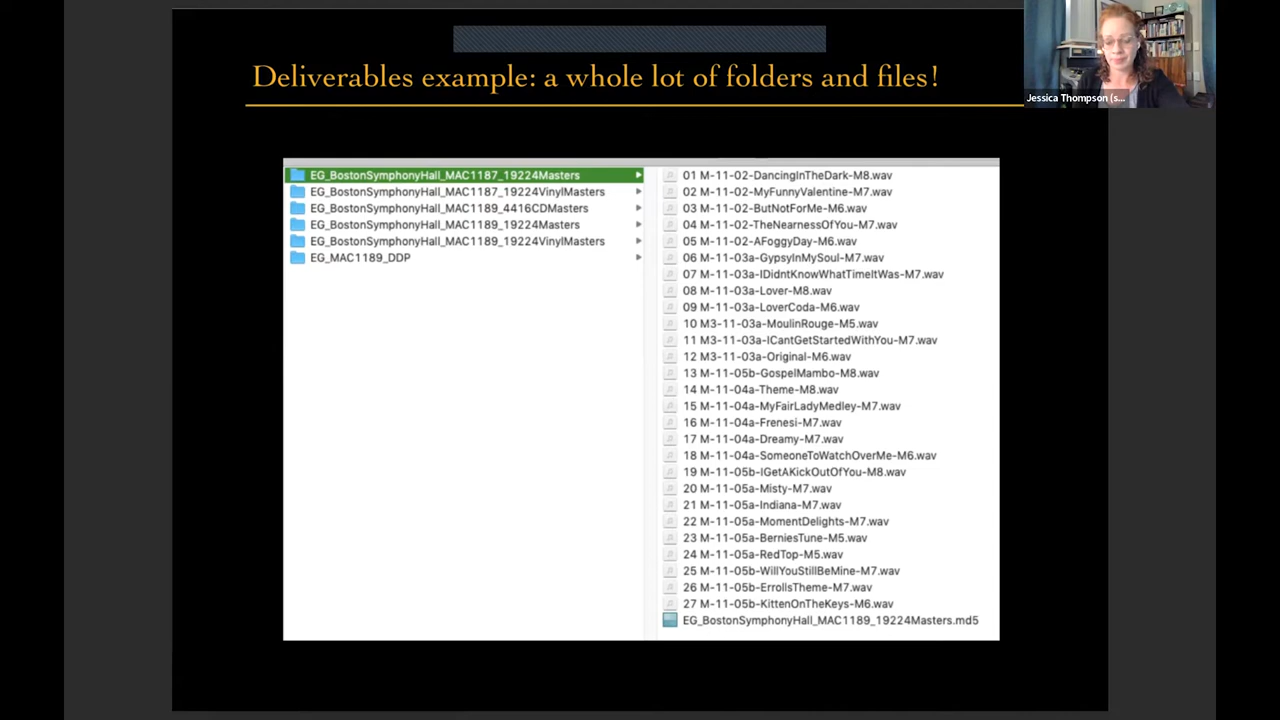 Deliverables example: a whole lot of folders and files!
Jessica Thompson (s...
EG_BostonSymphonyHall_MAC1187_19224Masters
EG_BostonSymphonyHall_MAC1187_19224VinylMasters
EG_BostonSymphonyHall_MAC1189_4416CDMasters
EG_BostonSymphonyHall_MAC1189_19224Masters
EG_BostonSymphonyHall_MAC1189_19224VinylMasters
EG_MAC1189_DDP
01 M-11-02-DancingInTheDark-M8.wav
02 M-11-02-MyFunnyValentine-M7.wav
03 M-11-02-ButNotForMe-M6.wav
04 M-11-02-TheNearnessOfYou-M7.wav
05 M-11-02-AFoggyDay-M6.wav
06 M-11-03a-GypsyInMySoul-M7.wav
07 M-11-03a-IDidntKnowWhatTimeItWas-M7.wav
08 M-11-03a-Lover-M8.wav
09 M-11-03a-LoverCoda-M6.wav
10 M3-11-03a-MoulinRouge-M5.wav
11 M3-11-03a-ICantGetStartedWithYou-M7.wav
12 M3-11-03a-Original-M6.wav
13 M-11-05b-GospelMambo-M8.wav
14 M-11-04a-Theme-M8.wav
15 M-11-04a-MyFairLadyMedley-M7.wav
16 M-11-04a-Frenesi-M7.wav
17 M-11-04a-Dreamy-M7.wav
18 M-11-04a-SomeoneToWatchOverMe-M6.wav
19 M-11-05b-IGetAKickOutOfYou-M8.wav
20 M-11-05a-Misty-M7.wav
21 M-11-05a-Indiana-M7.wav
22 M-11-05a-MomentDelights-M7.wav
23 M-11-05a-BerniesTune-M5.wav
24 M-11-05a-RedTop-M5.wav
25 M-11-05b-WillYouStillBeMine-M7.wav
26 M-11-05b-ErrollsTheme-M7.wav
27 M-11-05b-KittenOnTheKeys-M6.wav
EG_BostonSymphonyHall_MAC1189_19224Masters.md5